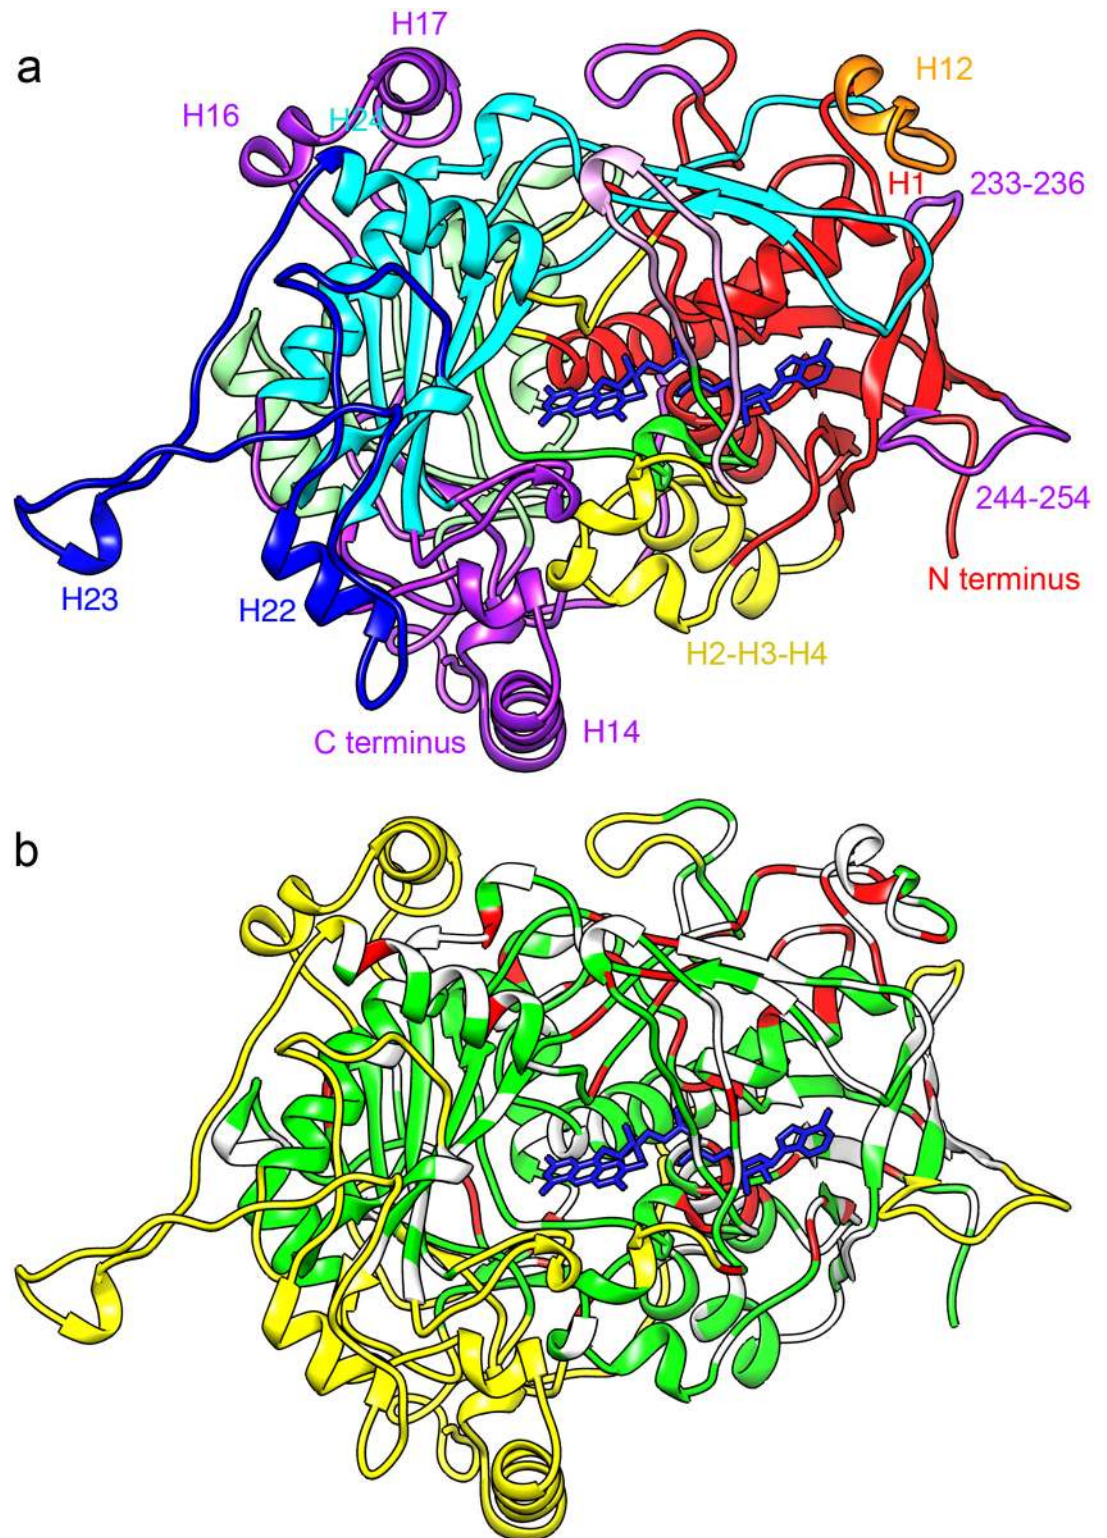 a
H17
H12
H16
H24
H1
233-236
244-254
N terminus
H23
H22
H2-H3-H4
C terminus
H14
b